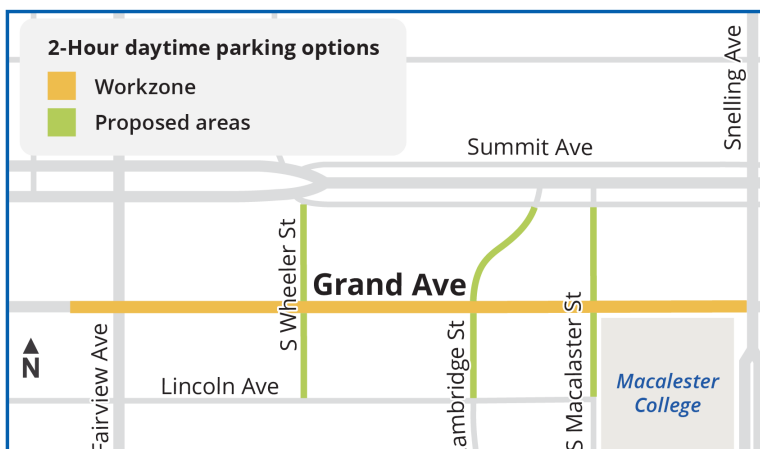 2-Hour daytime parking options
Workzone
Proposed areas
Snelling Ave
Summit Ave
S Wheeler St
Grand Ave
Fairview Ave
ambridge St
S Macalaster St
N
Lincoln Ave
Macalester
College